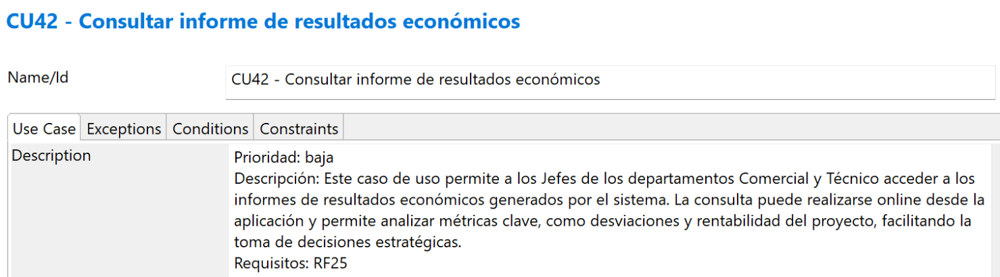 CU42 - Consultar informe de resultados económicos
Name/Id
CU42 - Consultar informe de resultados económicos
Use Case Exceptions Conditions Constraints
Description
Prioridad: baja
Descripción: Este caso de uso permite a los Jefes de los departamentos Comercial y Técnico acceder a los
informes de resultados económicos generados por el sistema. La consulta puede realizarse online desde la
aplicación y permite analizar métricas clave, como desviaciones y rentabilidad del proyecto, facilitando la
toma de decisiones estratégicas.
Requisitos: RF25